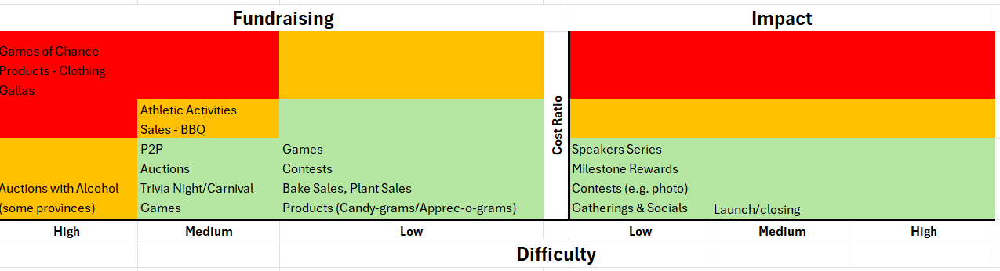 Fundraising
Impact
Games of Chance
Products - Clothing
Gallas
Athletic Activities
Sales - BBQ
Cost Ratio
P2P
Auctions
Trivia Night/Carnival
Games
Auctions with Alcohol
(some provinces)
Games
Contests
Bake Sales, Plant Sales
Products (Candy-grams/Apprec-o-grams)
Speakers Series
Milestone Rewards
Contests (e.g. photo)
Gatherings & Socials
Launch/closing
High
Medium
Low
Low
Medium
High
Difficulty